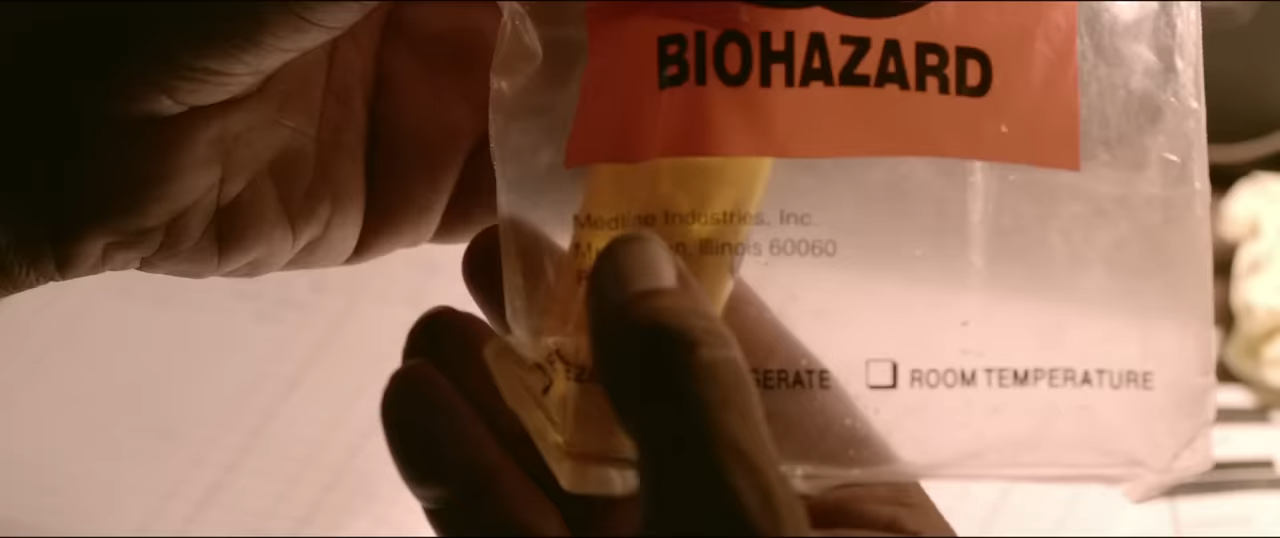 BIOHAZARD
Medline Industries, Inc.
Illinois 60060
ROOM TEMPERATURE